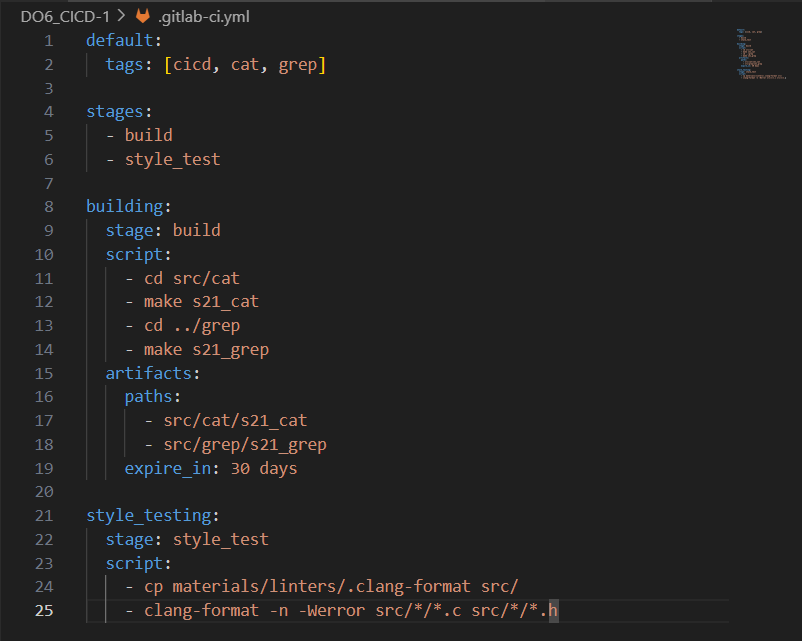 DO6_CICD-1 > .gitlab-ci.yml
1 default:
2   tags: [cicd, cat, grep]
3
4 stages:
5   - build
6   - style_test
7
8 building:
9   stage: build
10   script:
11     - cd src/cat
12     - make s21_cat
13     - cd ../grep
14     - make s21_grep
15   artifacts:
16     paths:
17       - src/cat/s21_cat
18       - src/grep/s21_grep
19     expire_in: 30 days
20
21 style_testing:
22   stage: style_test
23   script:
24     - cp materials/linters/.clang-format src/
25     - clang-format -n -Werror src/*/*.c src/*/*.h